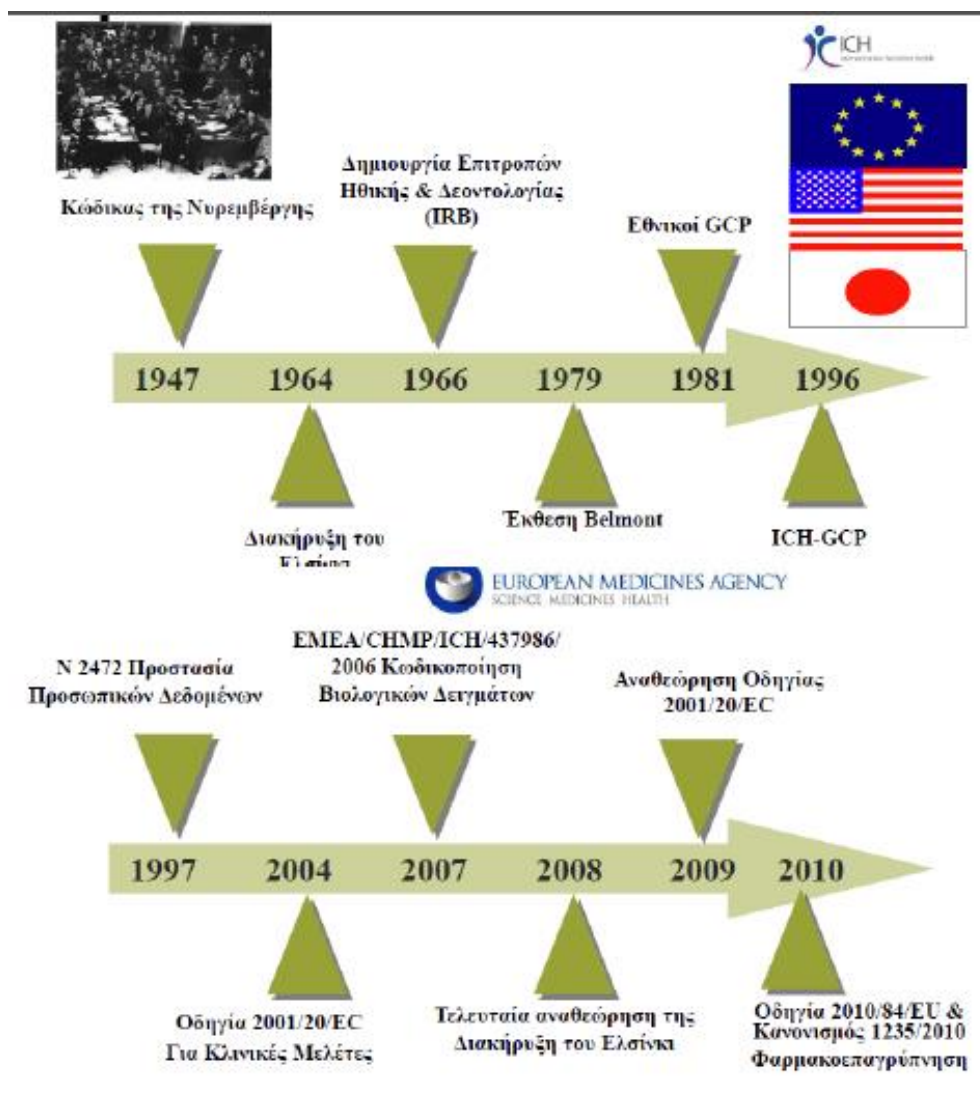 ICH
Κώδικας της Νυρεμβέργης
Δημιουργία Επιτροπών
Ηθικής & Δεοντολογίας
(IRB)
Εθνικοί GCP
1947 1964 1966 1979 1981 1996
Διακήρυξη του
Έκθεση Belmont
ICH-GCP
EUROPEAN MEDICINES AGENCY
SCIENCE MEDICINES HEALTH
Ν 2472 Προστασία
Προσωπικών Δεδομένων
EMEA/CHMP/ICH/437986/
2006 Κωδικοποίηση
Βιολογικών Δειγμάτων
Αναθεώρηση Οδηγίας
2001/20/EC
1997 2004 2007 2008 2009 2010
Οδηγία 2001/20/EC
Για Κλινικές Μελέτες
Τελευταία αναθεώρηση της
Διακήρυξη του Ελσίνκι
Οδηγία 2010/84/EU &
Κανονισμός 1235/2010
Φαρμακοεπαγρύπνηση